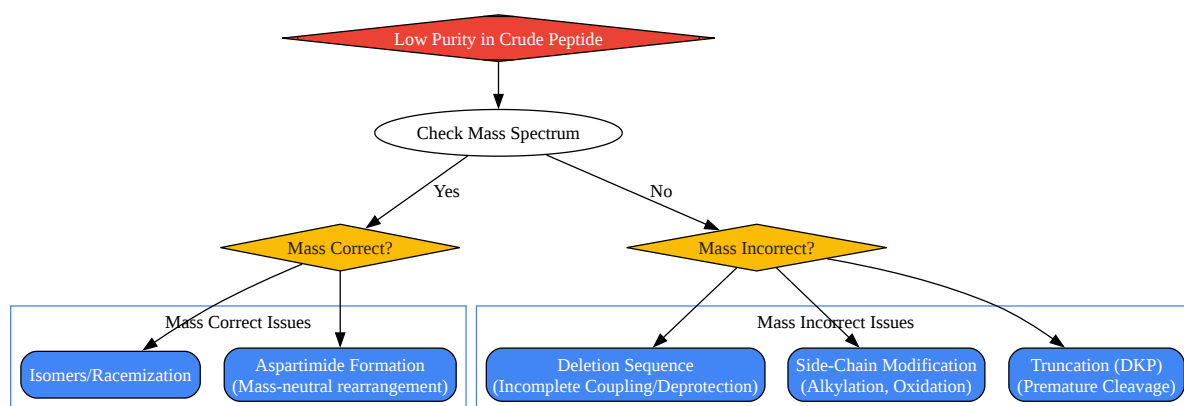 Low Purity in Crude Peptide
Check Mass Spectrum
Yes
No
Mass Correct?
Mass Incorrect?
Mass Correct Issues
Mass Incorrect Issues
Isomers/Racemization
Aspartimide Formation
(Mass-neutral rearrangement)
Deletion Sequence
(Incomplete Coupling/Deprotection)
Side-Chain Modification
(Alkylation, Oxidation)
Truncation (DKP)
(Premature Cleavage)